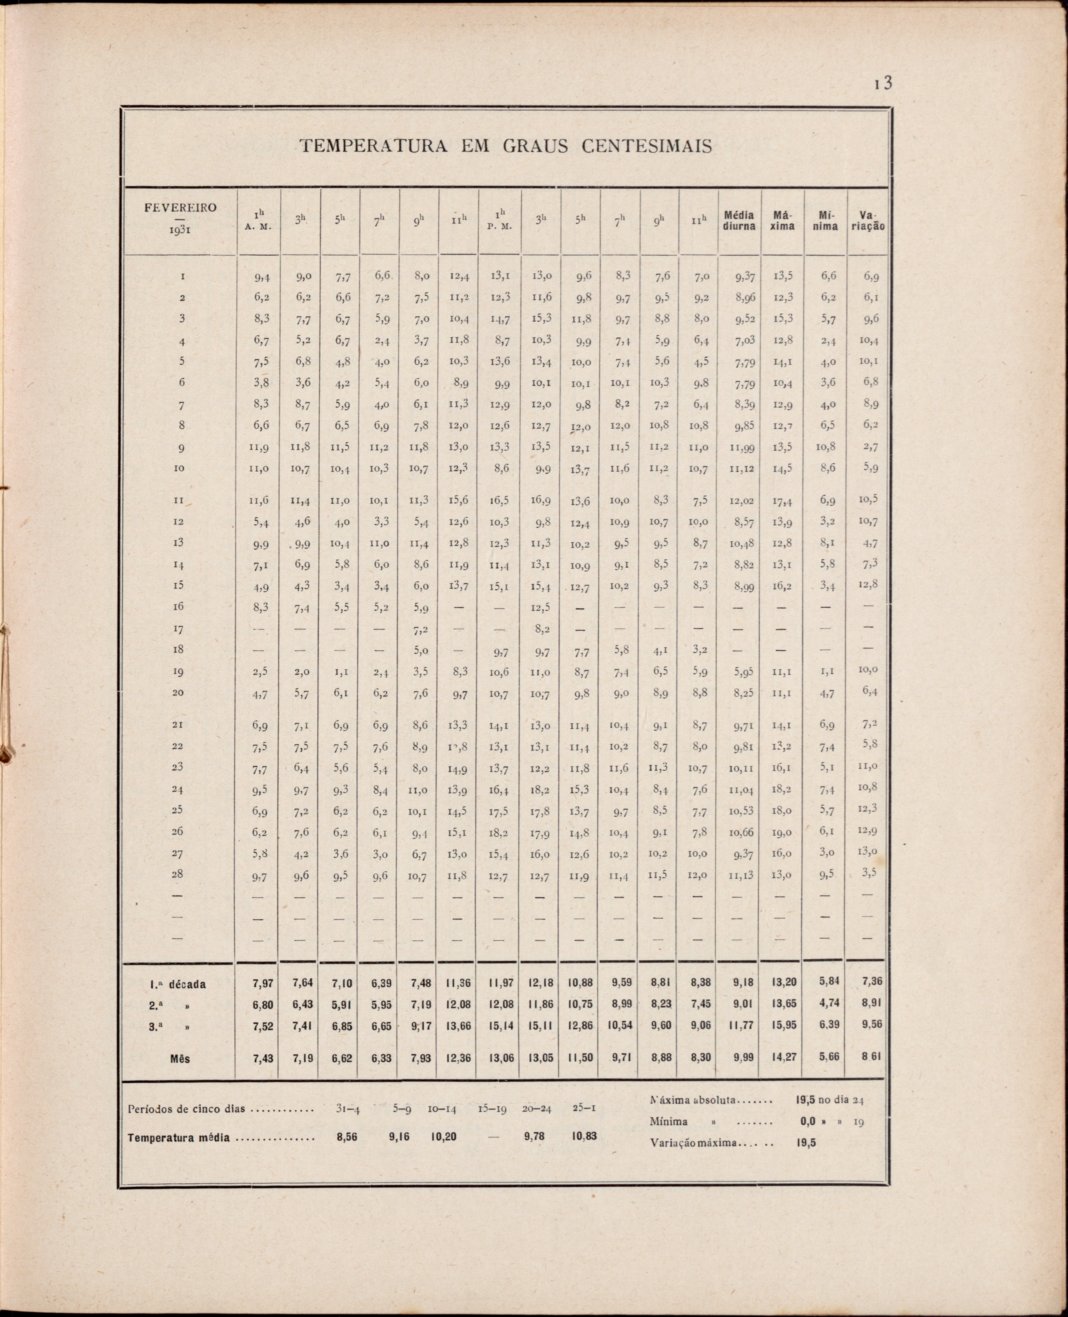 13
TEMPERATURA EM GRAUS CENTESIMAIS
FEVEREIRO — 1931 1h A. M. 3h 5h 7h 9h 11h 1h P. M. 3h 5h 7h 9h 11h Média diurna Má-xima Mí-nima Va-riação
1 9,4 9,0 7,7 6,6 8,0 12,4 13,1 13,0 9,6 8,3 7,6 7,0 9,37 13,5 6,6 6,9
2 6,2 6,2 6,6 7,2 7,5 11,2 12,3 11,6 9,8 9,7 9,5 9,2 8,96 12,3 6,2 6,1
3 8,3 7,7 6,7 5,9 7,0 10,4 14,7 15,3 11,8 9,7 8,8 8,0 9,52 15,3 5,7 9,6
4 6,7 5,2 6,7 2,4 3,7 11,8 8,7 10,3 9,9 7,4 5,9 6,4 7,03 12,8 2,4 10,4
5 7,5 6,8 4,8 4,0 6,2 10,3 13,6 13,4 10,0 7,4 5,6 4,5 7,79 14,1 4,0 10,1
6 3,8 3,6 4,2 5,4 6,0 8,9 9,9 10,1 10,1 10,1 10,3 9,8 7,79 10,4 3,6 6,8
7 8,3 8,7 5,9 4,0 6,1 11,3 12,9 12,0 9,8 8,2 7,2 6,4 8,39 12,9 4,0 8,9
8 6,6 6,7 6,5 6,9 7,8 12,0 12,6 12,7 12,0 12,0 10,8 10,8 9,85 12,7 6,5 6,2
9 11,9 11,8 11,5 11,2 11,8 13,0 13,3 13,5 12,1 11,5 11,2 11,0 11,99 13,5 10,8 2,7
10 11,0 10,7 10,4 10,3 10,7 12,3 8,6 9,9 13,7 11,6 11,2 10,7 11,12 14,5 8,6 5,9
11 11,6 11,4 11,0 10,1 11,3 15,6 16,5 16,9 13,6 10,0 8,3 7,5 12,02 17,4 6,9 10,5
12 5,4 4,6 4,0 3,3 5,4 12,6 10,3 9,8 12,4 10,9 10,7 10,0 8,57 13,9 3,2 10,7
13 9,9 9,9 10,4 11,0 11,4 12,8 12,3 11,3 10,2 9,5 9,5 8,7 10,48 12,8 8,1 4,7
14 7,1 6,9 5,8 6,0 8,6 11,9 11,4 13,1 10,9 9,1 8,5 7,2 8,82 13,1 5,8 7,3
15 4,9 4,3 3,4 3,4 6,0 13,7 15,1 15,4 12,7 10,2 9,3 8,3 8,99 16,2 3,4 12,8
16 8,3 7,4 5,5 5,2 5,9 — — 12,5 — — — — — — — —
17 — — — — 7,2 — — 8,2 — — — — — — — —
18 — — — — 5,0 — 9,7 9,7 7,7 5,8 4,1 3,2 — — — —
19 2,5 2,0 1,1 2,4 3,5 8,3 10,6 11,0 8,7 7,4 6,5 5,9 5,95 11,1 1,1 10,0
20 4,7 5,7 6,1 6,2 7,6 9,7 10,7 10,7 9,8 9,0 8,9 8,8 8,25 11,1 4,7 6,4
21 6,9 7,1 6,9 6,9 8,6 13,3 14,1 13,0 11,4 10,4 9,1 8,7 9,71 14,1 6,9 7,2
22 7,5 7,5 7,5 7,6 8,9 13,1 13,1 11,4 10,2 8,7 8,0 9,81 13,2 7,4 5,8
23 7,7 6,4 5,6 5,4 8,0 14,9 13,7 12,2 11,8 11,6 11,3 10,7 10,11 16,1 5,1 11,0
24 9,5 9,7 9,3 8,4 11,0 13,9 16,4 18,2 15,3 10,4 8,4 7,6 11,04 18,2 7,4 10,8
25 6,9 7,2 6,2 6,2 10,1 14,5 17,5 17,8 13,7 9,7 8,5 7,7 10,53 18,0 5,7 12,3
26 6,2 7,6 6,2 6,1 9,4 15,1 18,2 17,9 14,8 10,4 9,1 7,8 10,66 19,0 6,1 12,9
27 5,8 4,2 3,6 3,0 6,7 13,0 15,4 16,0 12,6 10,2 10,2 10,0 9,37 16,0 3,0 13,0
28 9,7 9,6 9,5 9,6 10,7 11,8 12,7 12,7 11,9 11,4 11,5 12,0 11,13 13,0 9,5 3,5
— — — — — — — — — — — — — — — — —
— — — — — — — — — — — — — — — — —
— — — — — — — — — — — — — — — — —
1.ª década 7,97 7,64 7,10 6,39 7,48 11,36 11,97 12,18 10,88 9,59 8,81 8,38 9,18 13,20 5,84 7,36
2.ª » 6,80 6,43 5,91 5,95 7,19 12,08 12,08 11,86 10,75 8,99 8,23 7,45 9,01 13,65 4,74 8,91
3.ª » 7,52 7,41 6,85 6,65 9,17 13,66 15,14 15,11 12,86 10,54 9,60 9,06 11,77 15,95 6,39 9,56
Mês 7,43 7,19 6,62 6,33 7,93 12,36 13,06 13,05 11,50 9,71 8,88 8,30 9,99 14,27 5,66 8 61
Períodos de cinco dias ............ 31–4 5–9 10–14 15–19 20–24 25–1
Temperatura média ............... 8,56 9,16 10,20 — 9,78 10,83
Máxima absoluta....... 19,5 no dia 24
Mínima » ....... 0,0 » » 19
Variação máxima...... 19,5